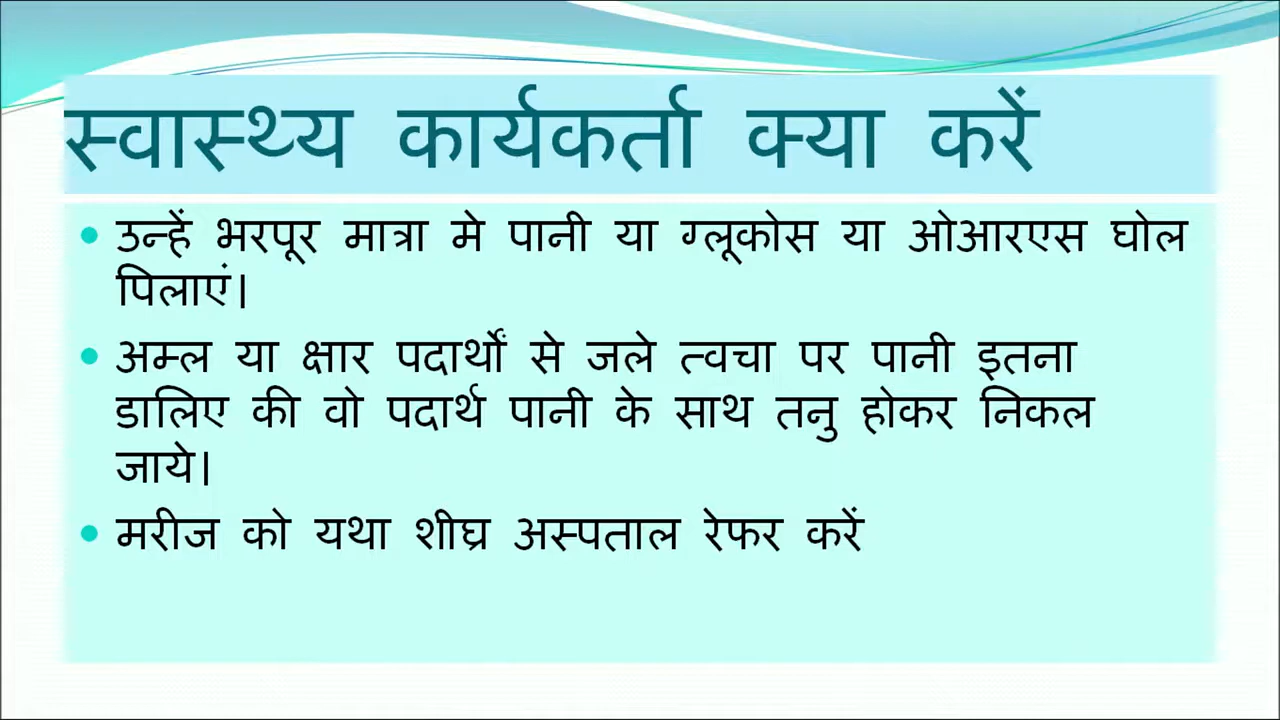 स्वास्थ्य कार्यकर्ता क्या करें
• उन्हें भरपूर मात्रा मे पानी या ग्लूकोस या ओआरएस घोल
पिलाएं।
• अम्ल या क्षार पदार्थों से जले त्वचा पर पानी इतना
डालिए की वो पदार्थ पानी के साथ तनु होकर निकल
जाये।
• मरीज को यथा शीघ्र अस्पताल रेफर करें